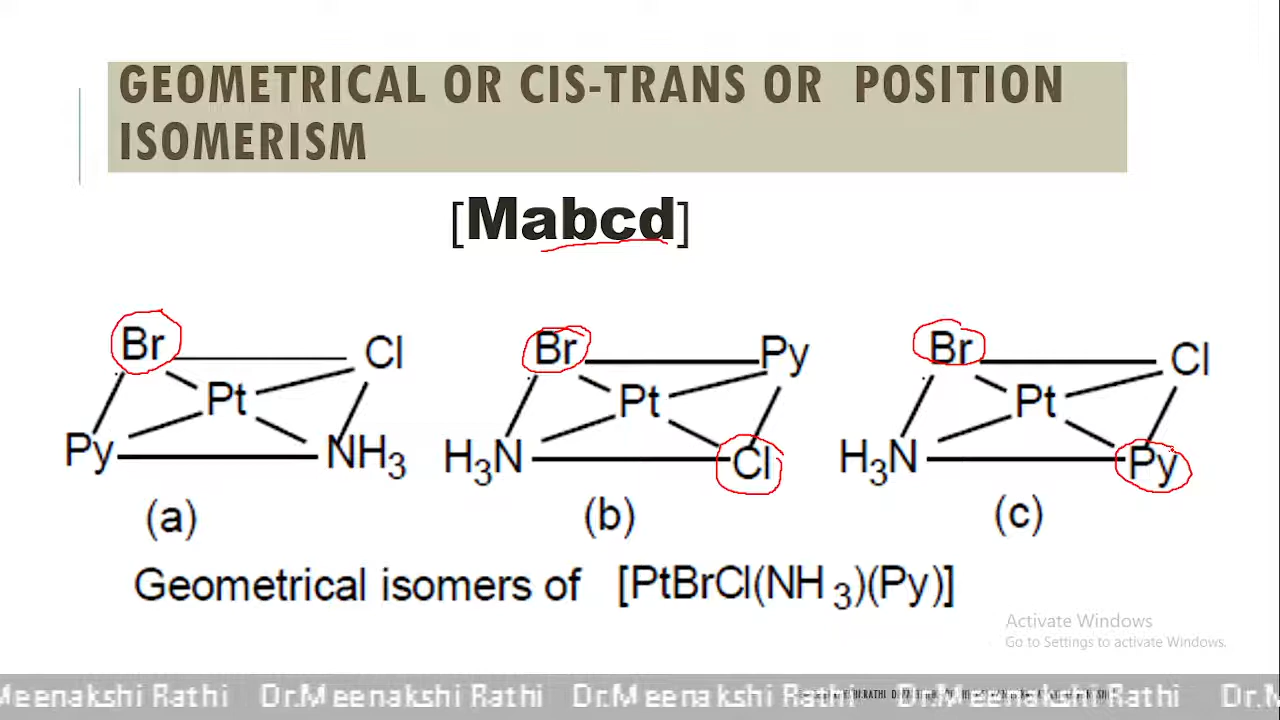 GEOMETRICAL OR CIS-TRANS OR POSITION
ISOMERISM
[Mabcd]
Br Cl
Pt
Py NH3
(a)
Br Py
Pt
H3N Cl
(b)
Br Cl
Pt
H3N Py
(c)
Geometrical isomers of [PtBrCl(NH3)(Py)]
Activate Windows
Go to Settings to activate Windows.
Meenakshi Rathi Dr.Meenakshi Rathi Dr.Meenakshi Rathi Dr.Meenakshi Rathi Dr.M